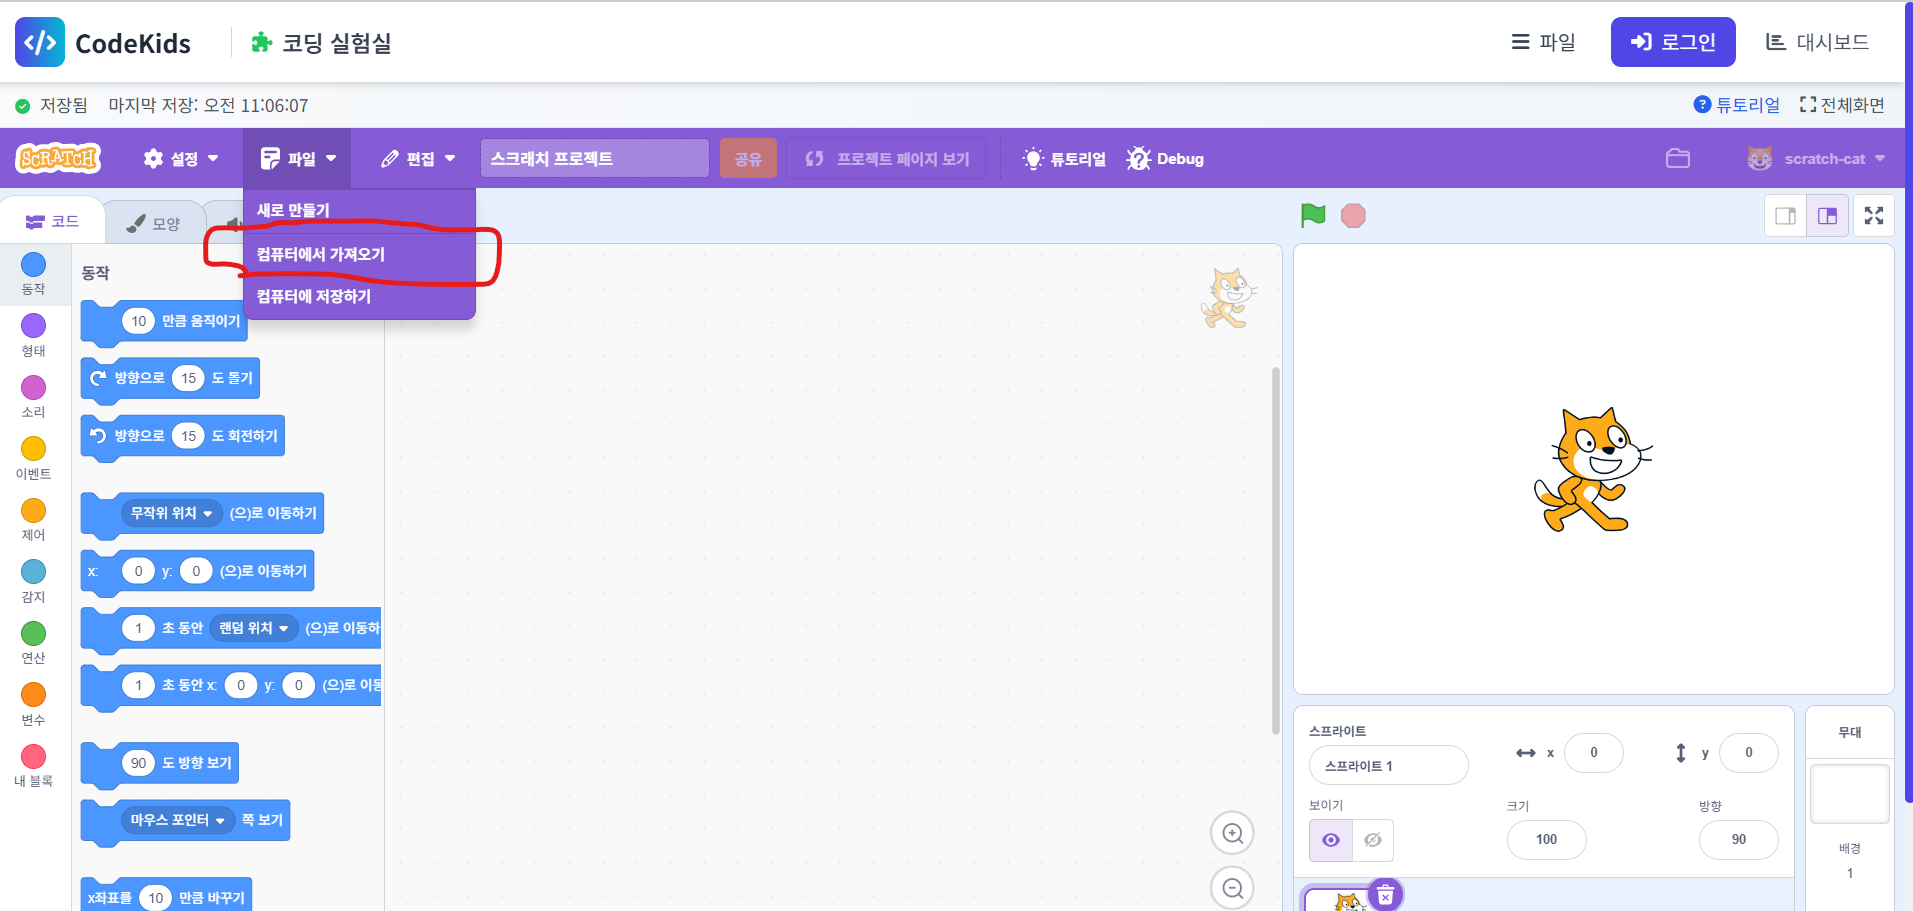 CodeKids
코딩 실험실
파일
로그인
대시보드
저장됨
마지막 저장: 오전 11:06:07
튜토리얼
전체화면
SCRATCH
설정
파일
편집
스크래치 프로젝트
공유
프로젝트 페이지 보기
튜토리얼
Debug
scratch-cat
새로 만들기
컴퓨터에서 가져오기
컴퓨터에 저장하기
코드
모양
동작
형태
소리
이벤트
제어
감지
연산
변수
내 블록
동작
10 만큼 움직이기
방향으로 15 도 돌기
방향으로 15 도 회전하기
무작위 위치 (으)로 이동하기
x: 0 y: 0 (으)로 이동하기
1 초 동안 랜덤 위치 (으)로 이동하
1 초 동안 x: 0 y: 0 (으)로 이동
90 도 방향 보기
마우스 포인터 쪽 보기
x좌표를 10 만큼 바꾸기
스프라이트
스프라이트 1
x 0
y 0
보이기
크기
100
방향
90
무대
배경
1